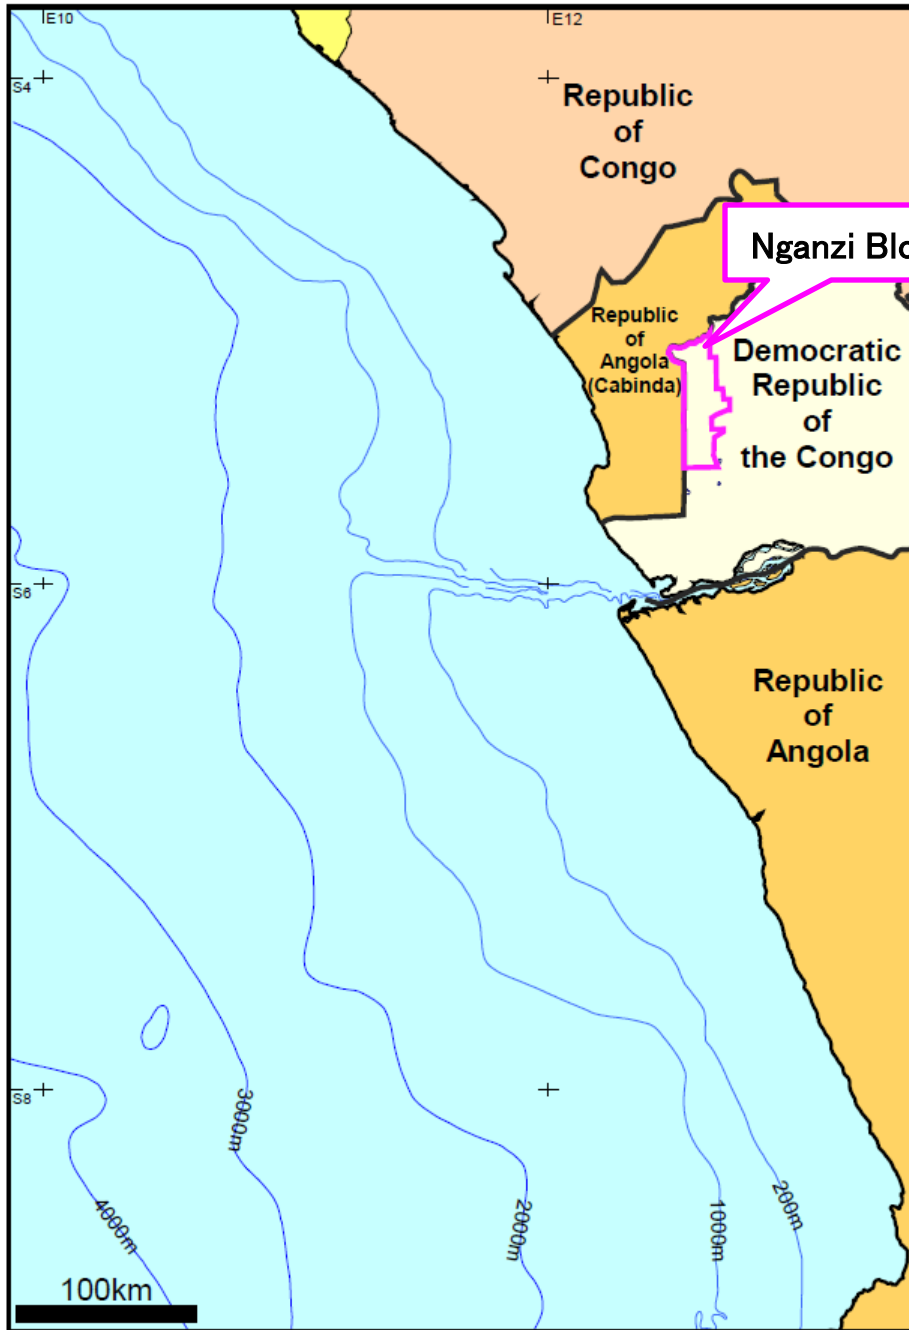 E10
E12
S4
Republic
of
Congo
Nganzi Blo
Republic
of
Angola
(Cabinda)
Democratic
Republic
of
the Congo
S6
Republic
of
Angola
S8
3000m
4000m
2000m
1000m
200m
100km